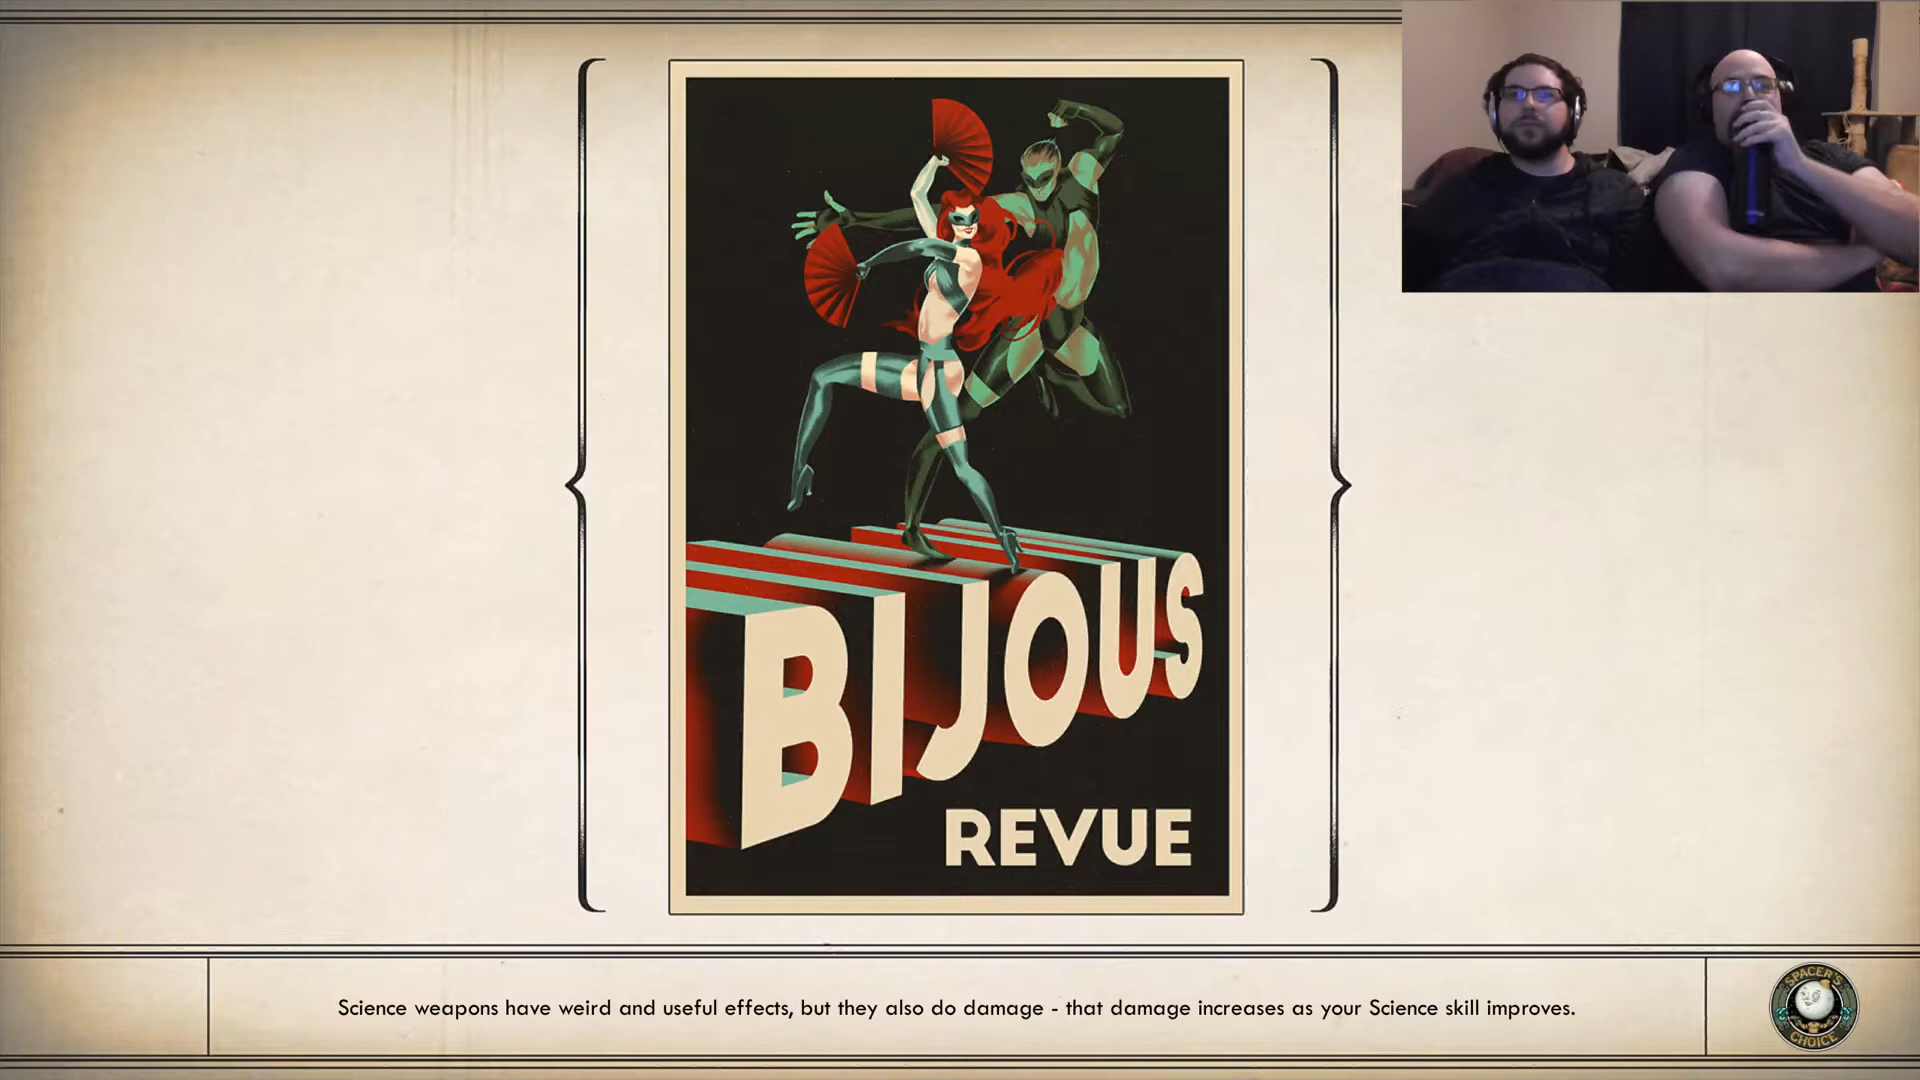 BIJOUS
REVUE
Science weapons have weird and useful effects, but they also do damage - that damage increases as your Science skill improves.
SPACER'S
CHOICE